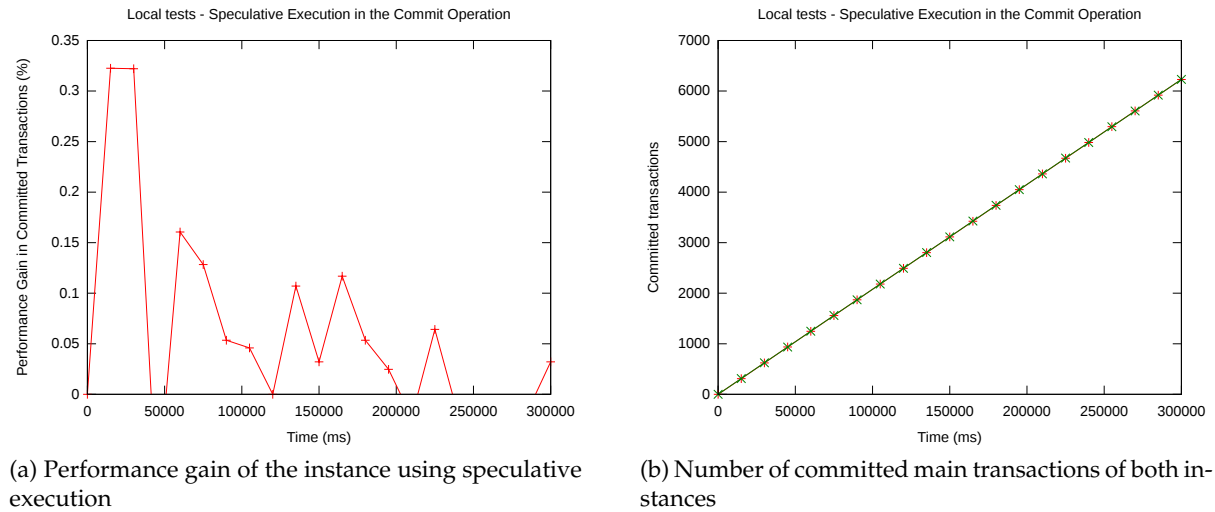 Local tests - Speculative Execution in the Commit Operation
0.35
0.3
0.25
0.2
0.15
0.1
0.05
0
Performance Gain in Committed Transactions (%)
0 50000 100000 150000 200000 250000 300000
Time (ms)
(a) Performance gain of the instance using speculative
execution
Local tests - Speculative Execution in the Commit Operation
7000
6000
5000
4000
3000
2000
1000
0
Committed transactions
0 50000 100000 150000 200000 250000 300000
Time (ms)
(b) Number of committed main transactions of both in-
stances